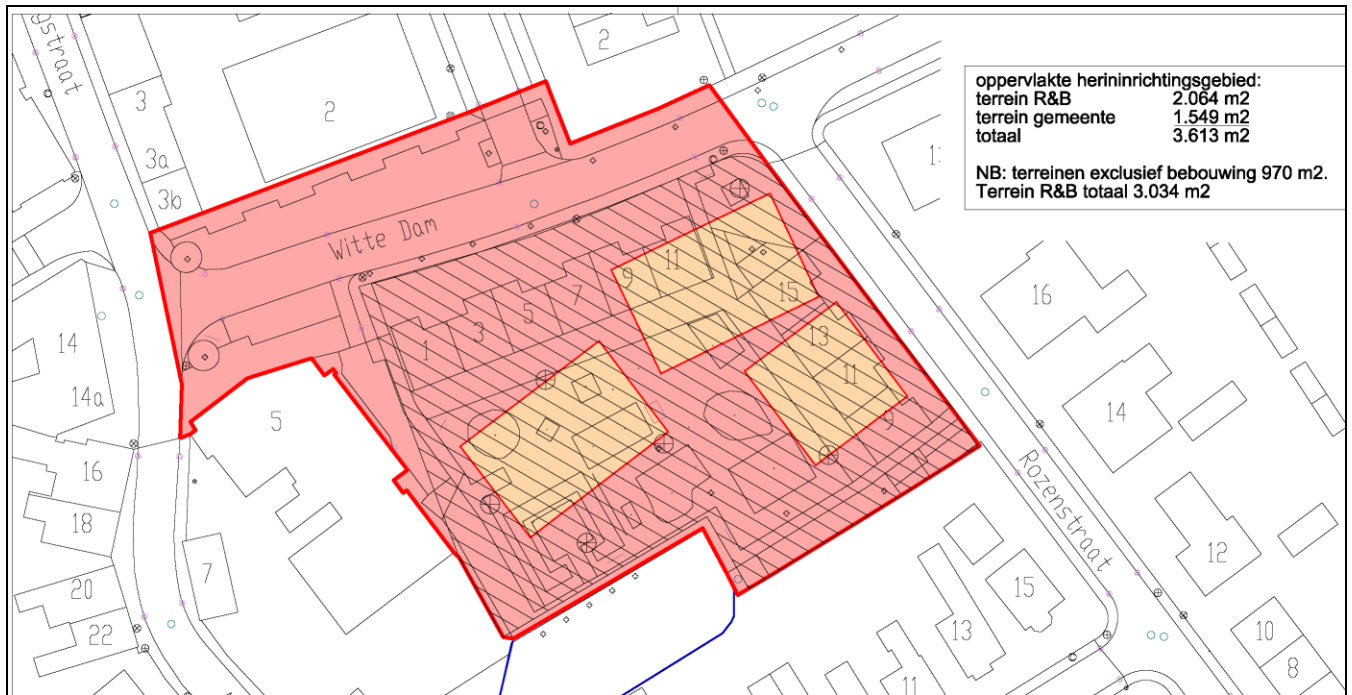 gstraat
2
2
3
3a
3b
oppervlakte herininrichtingsgebied:
terrein R&B 2.064 m2
terrein gemeente 1.549 m2
totaal 3.613 m2
NB: terreinen exclusief bebouwing 970 m2.
Terrein R&B totaal 3.034 m2
Witte Dam
1
3
5
7
9
11
15
13
11
16
14
14a
14
5
16
18
20
22
7
Rozenstraat
12
15
13
11
10
8